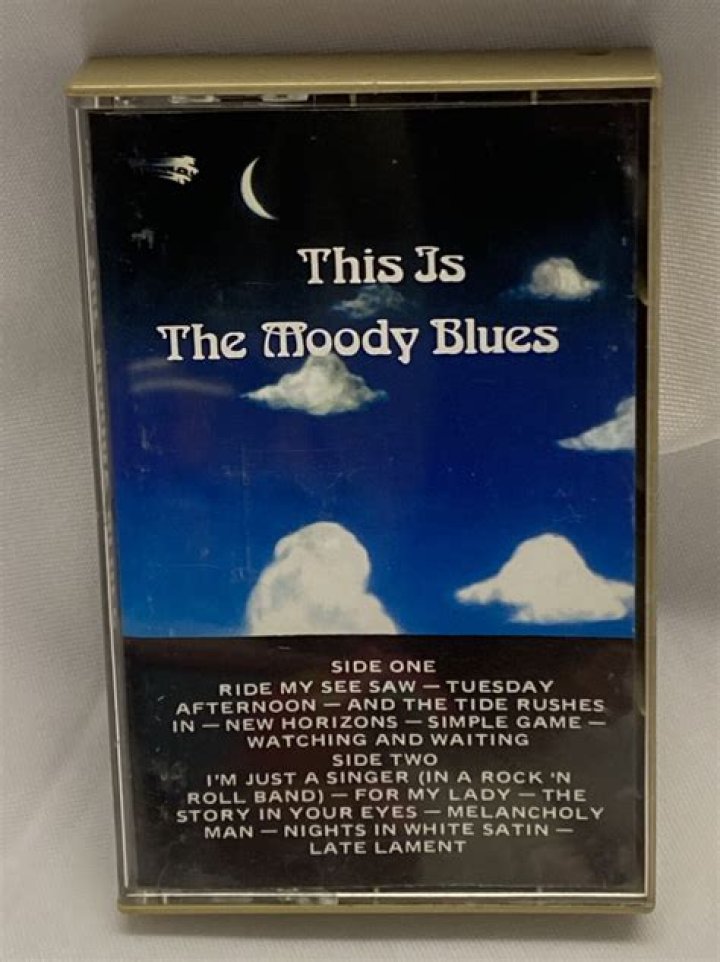 This Is
The Moody Blues
SIDE ONE
RIDE MY SEE SAW — TUESDAY
AFTERNOON — AND THE TIDE RUSHES
IN — NEW HORIZONS — SIMPLE GAME —
WATCHING AND WAITING
SIDE TWO
I'M JUST A SINGER (IN A ROCK 'N
ROLL BAND) — FOR MY LADY — THE
STORY IN YOUR EYES — MELANCHOLY
MAN — NIGHTS IN WHITE SATIN —
LATE LAMENT